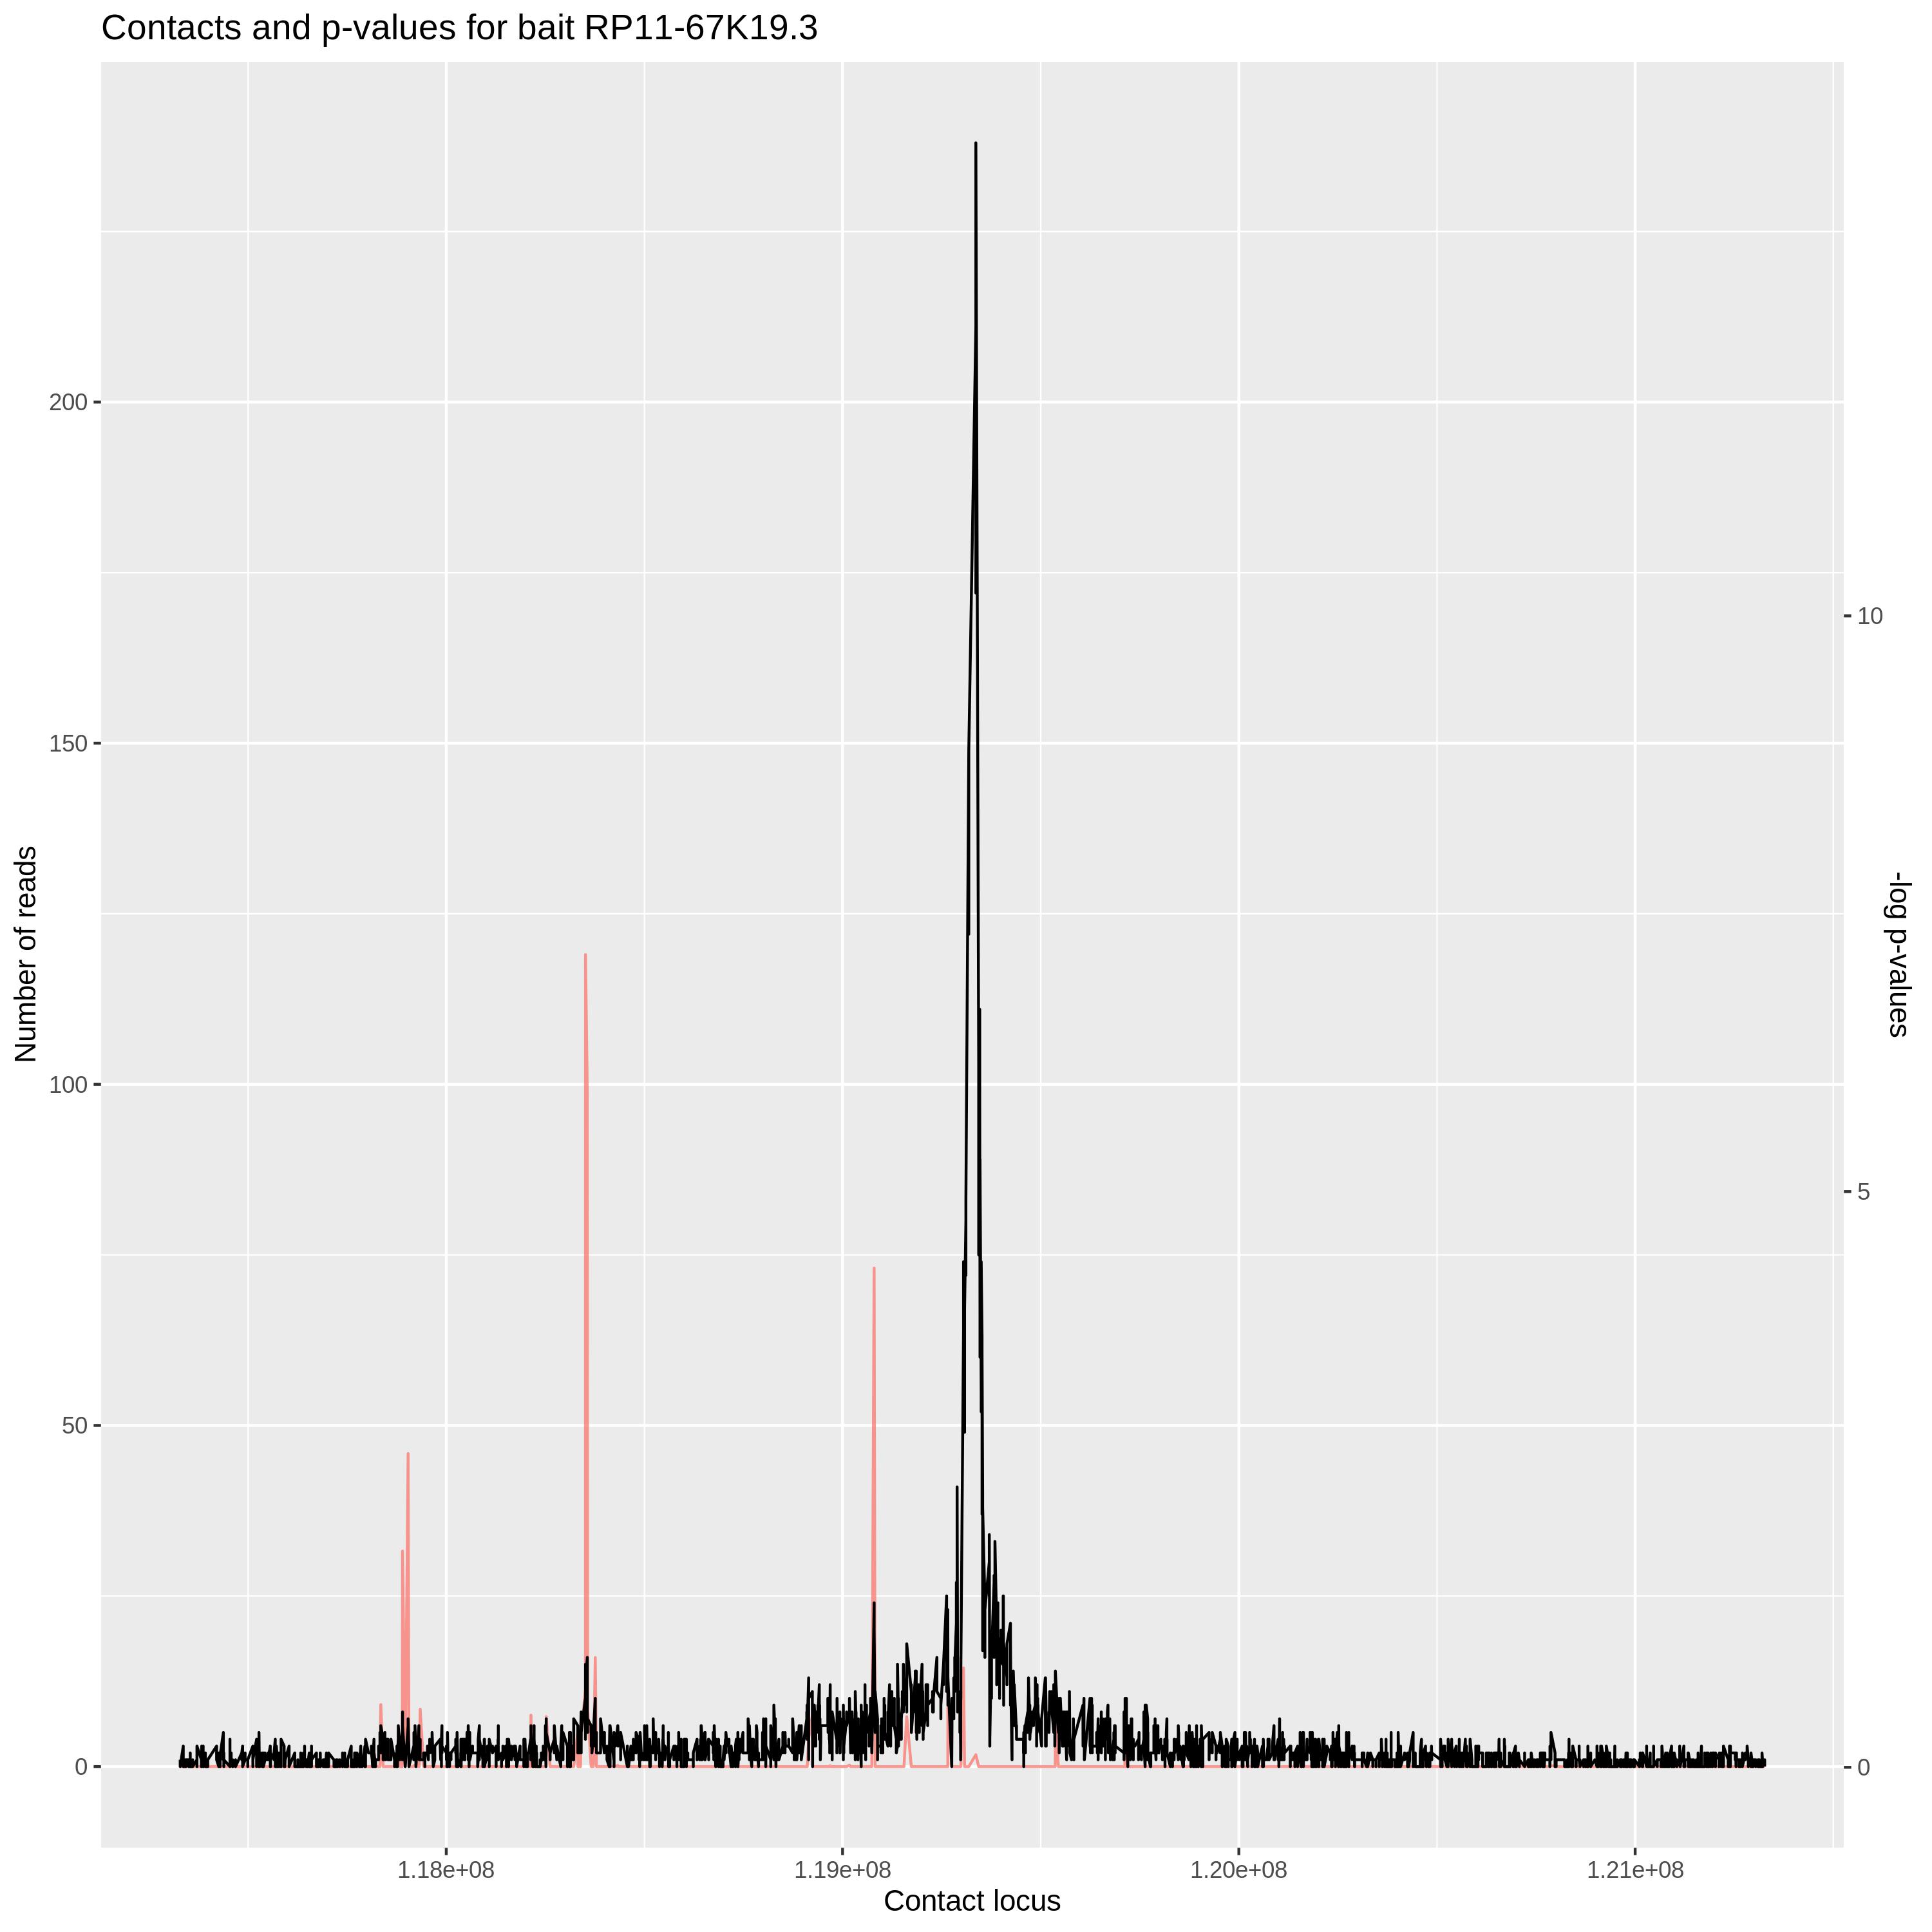 Contacts and p-values for bait RP11-67K19.3
Number of reads
200
150
100
50
0
10
5
0
-log p-values
1.18e+08
1.19e+08
1.20e+08
1.21e+08
Contact locus